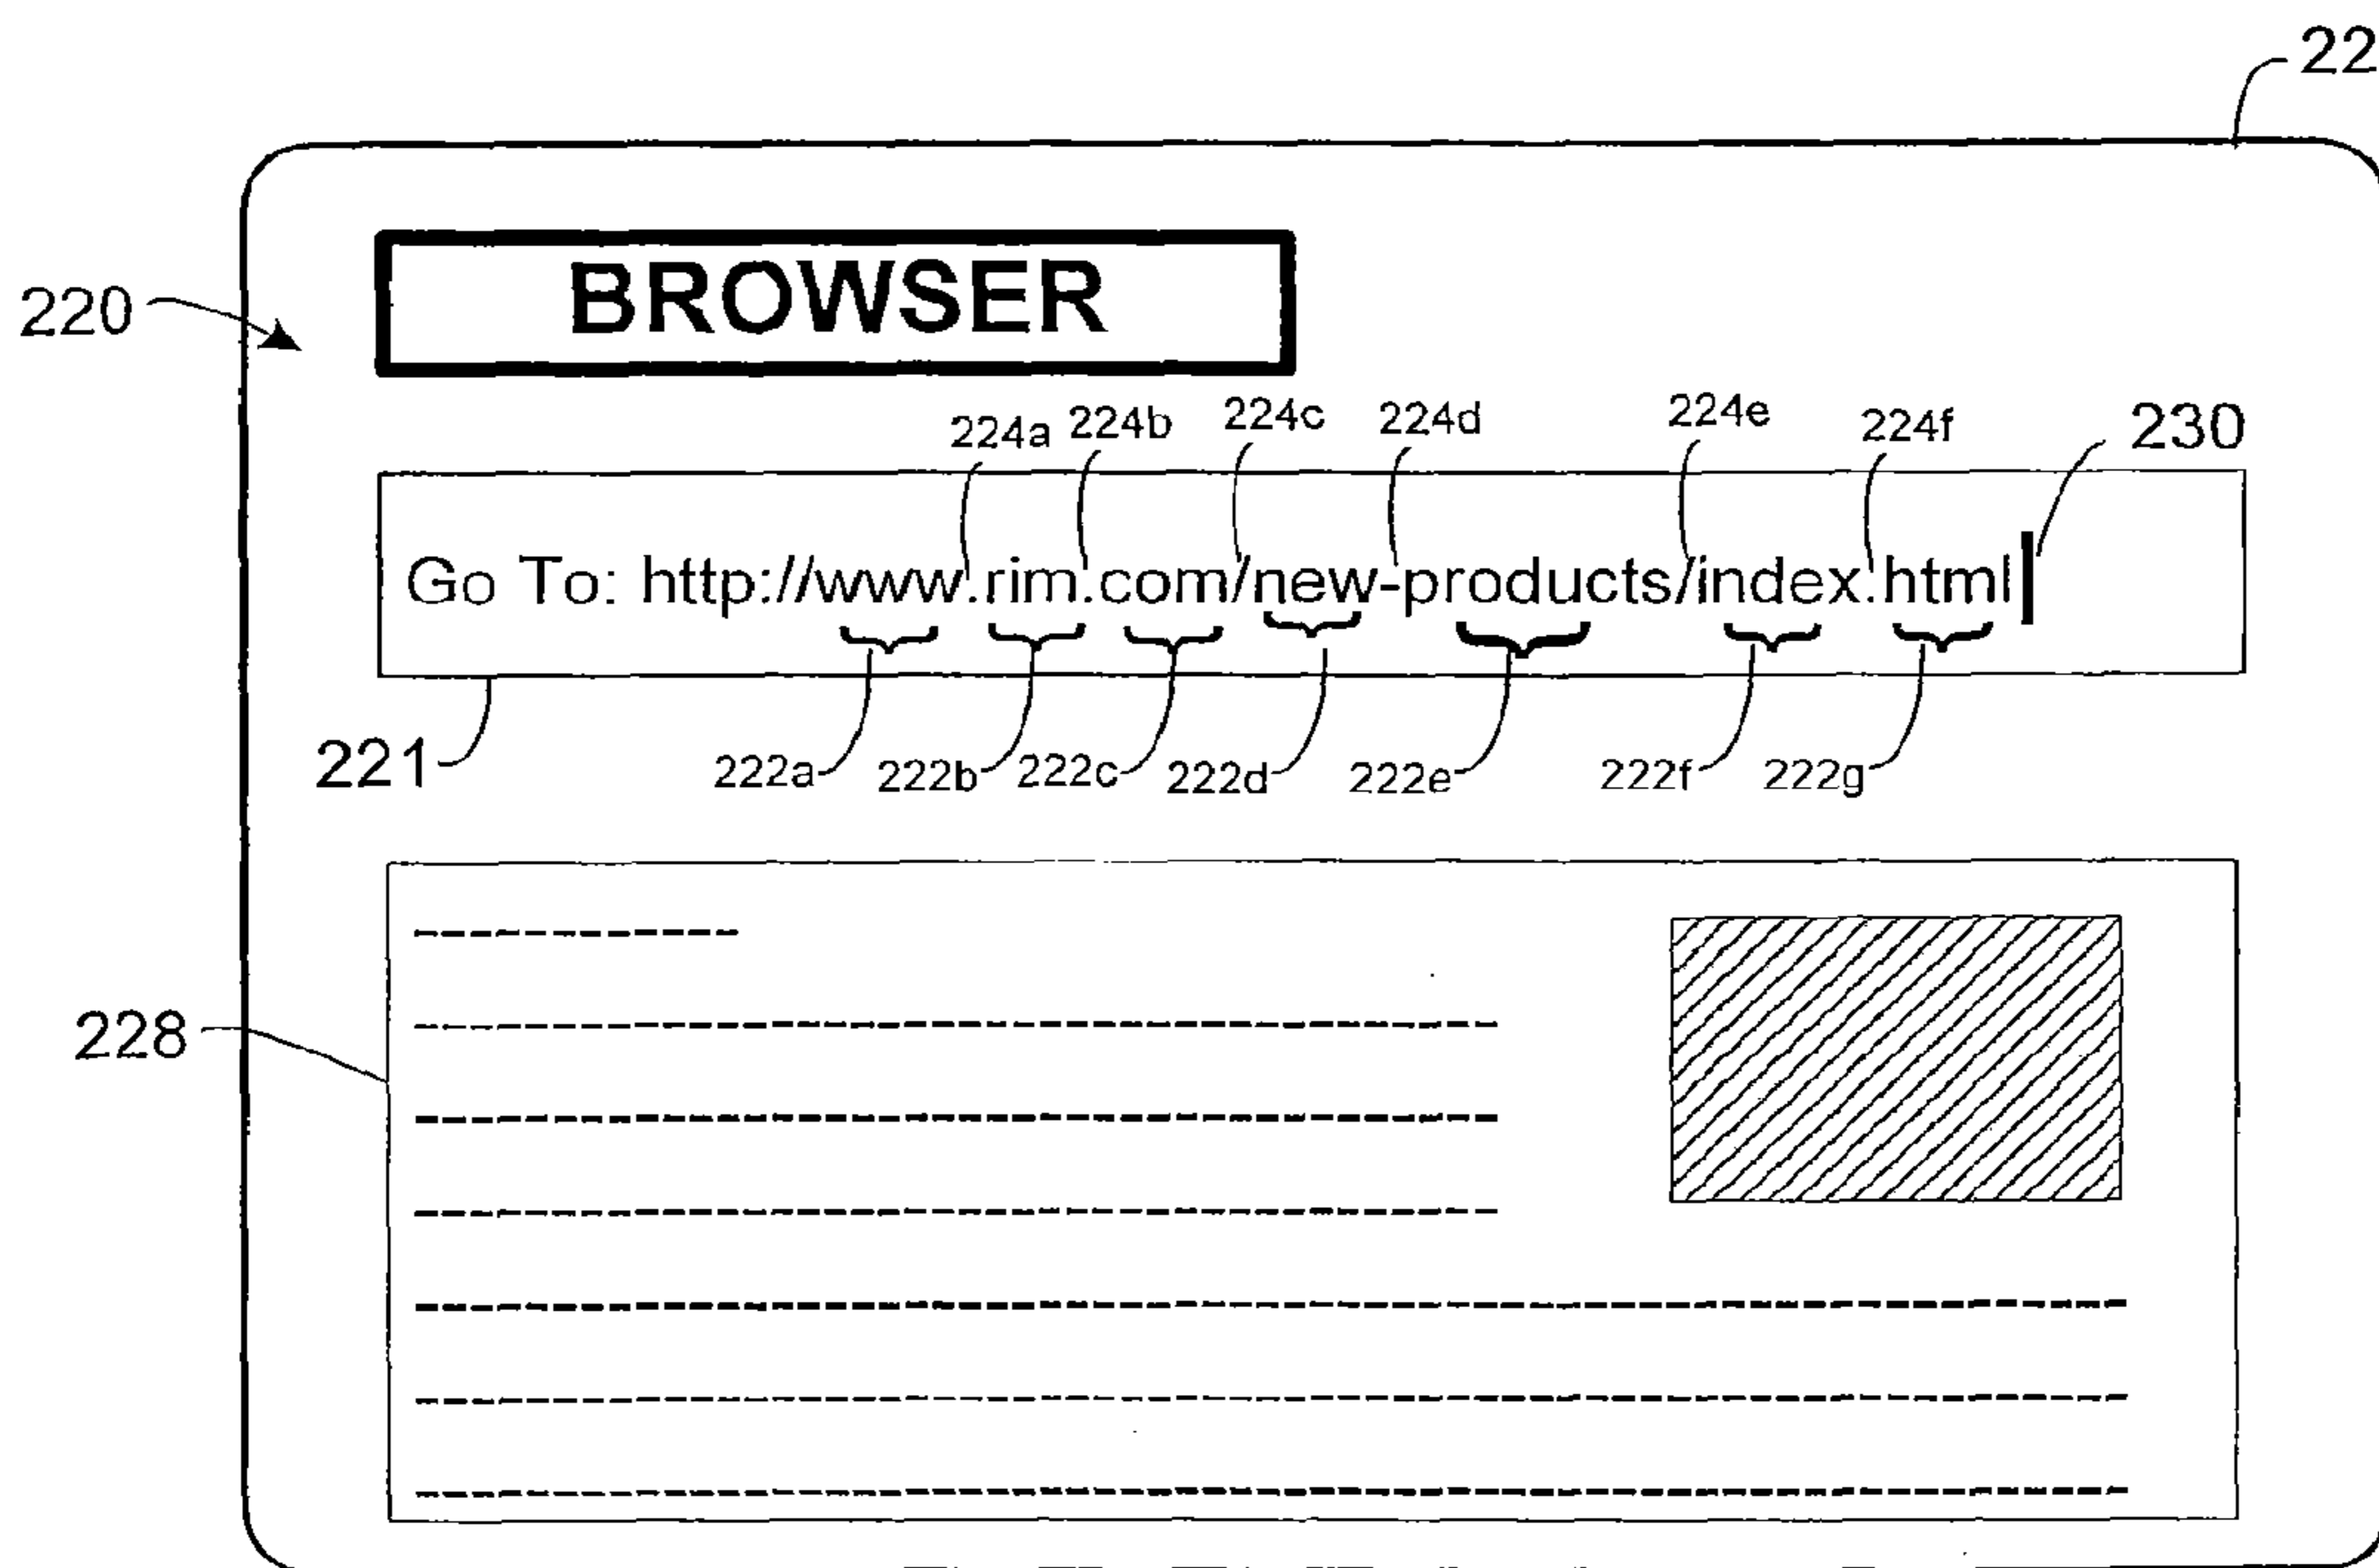 22
220
BROWSER
224a 224b 224c 224d 224e 224f 230
Go To: http://www.rim.com/new-products/index.html
221
222a 222b 222c 222d 222e 222f 222g
228